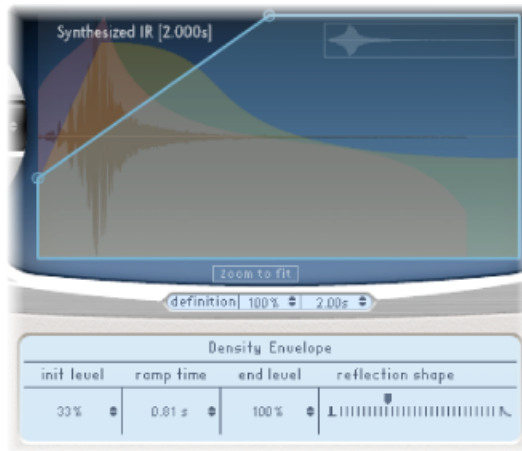 Synthesized IR [2.000s]
zoom to fit
definition 100% 2.00s
Density Envelope
init level ramp time end level reflection shape
33% 0.81 s 100%